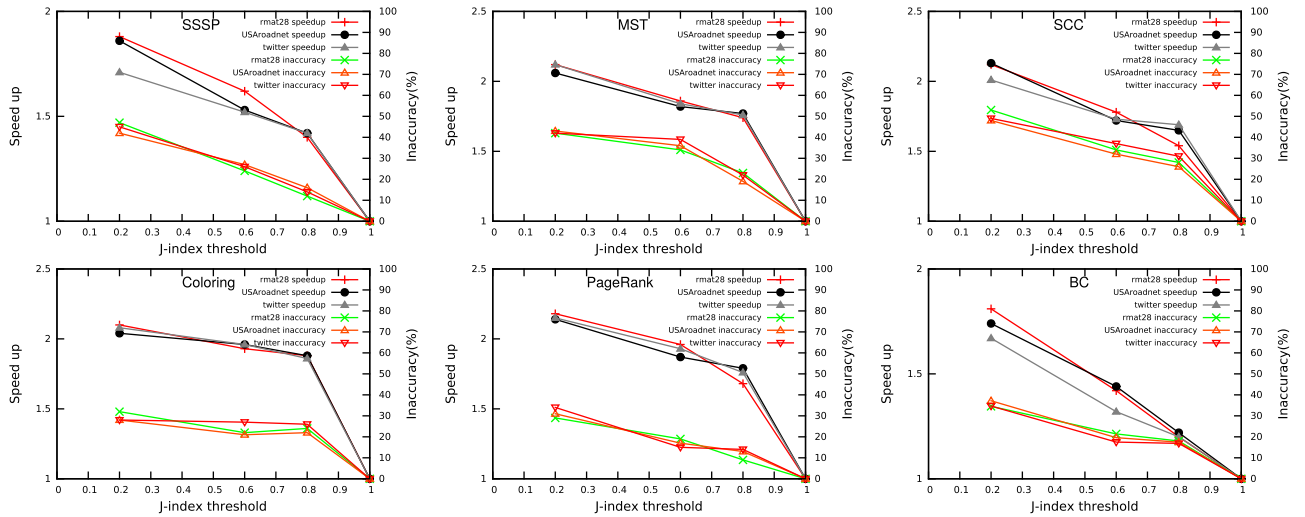 SSSP
rmat28 speedup
USAroadnet speedup
twitter speedup
rmat28 inaccuracy
USAroadnet inaccuracy
twitter inaccuracy
Speed up
2
1.5
1
100
90
80
70
60
50
40
30
20
10
0
Inaccuracy(%)
0 0.1 0.2 0.3 0.4 0.5 0.6 0.7 0.8 0.9 1
J-index threshold
MST
rmat28 speedup
USAroadnet speedup
twitter speedup
rmat28 inaccuracy
USAroadnet inaccuracy
twitter inaccuracy
Speed up
2.5
2
1.5
1
100
90
80
70
60
50
40
30
20
10
0
Inaccuracy(%)
0 0.1 0.2 0.3 0.4 0.5 0.6 0.7 0.8 0.9 1
J-index threshold
SCC
rmat28 speedup
USAroadnet speedup
twitter speedup
rmat28 inaccuracy
USAroadnet inaccuracy
twitter inaccuracy
Speed up
2.5
2
1.5
1
100
90
80
70
60
50
40
30
20
10
0
Inaccuracy(%)
0 0.1 0.2 0.3 0.4 0.5 0.6 0.7 0.8 0.9 1
J-index threshold
Coloring
rmat28 speedup
USAroadnet speedup
twitter speedup
rmat28 inaccuracy
USAroadnet inaccuracy
twitter inaccuracy
Speed up
2.5
2
1.5
1
100
90
80
70
60
50
40
30
20
10
0
Inaccuracy(%)
0 0.1 0.2 0.3 0.4 0.5 0.6 0.7 0.8 0.9 1
J-index threshold
PageRank
rmat28 speedup
USAroadnet speedup
twitter speedup
rmat28 inaccuracy
USAroadnet inaccuracy
twitter inaccuracy
Speed up
2.5
2
1.5
1
100
90
80
70
60
50
40
30
20
10
0
Inaccuracy(%)
0 0.1 0.2 0.3 0.4 0.5 0.6 0.7 0.8 0.9 1
J-index threshold
BC
rmat28 speedup
USAroadnet speedup
twitter speedup
rmat28 inaccuracy
USAroadnet inaccuracy
twitter inaccuracy
Speed up
2
1.5
1
100
90
80
70
60
50
40
30
20
10
0
Inaccuracy(%)
0 0.1 0.2 0.3 0.4 0.5 0.6 0.7 0.8 0.9 1
J-index threshold